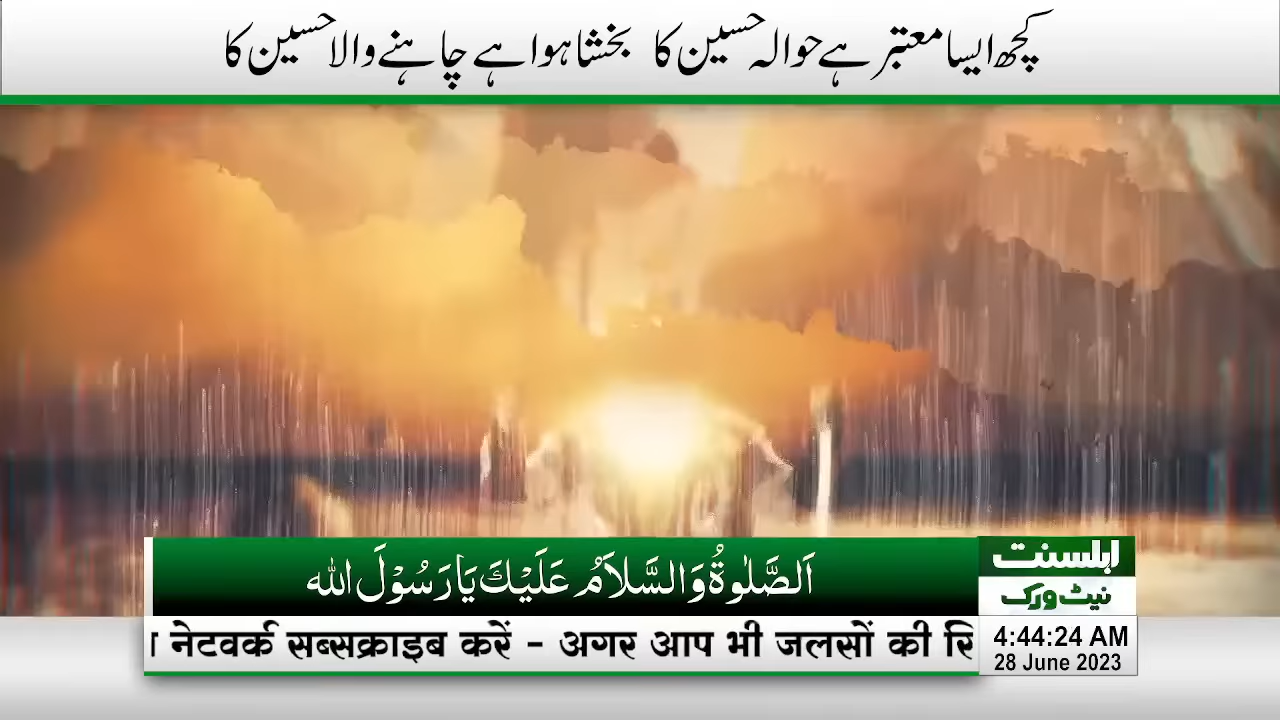 کچھ ایسا معتبر ہے حوالہ حسین کا بخشا ہوا ہے چاہنے والا حسین کا
اَلصَّلٰوۃُ وَالسَّلاَمُ عَلَیْکَ یَا رَسُوْلَ اللہ
اہلسنت
نیٹ ورک
नेटवर्क सब्सक्राइब करें - अगर आप भी जलसों की रि
4:44:24 AM
28 June 2023